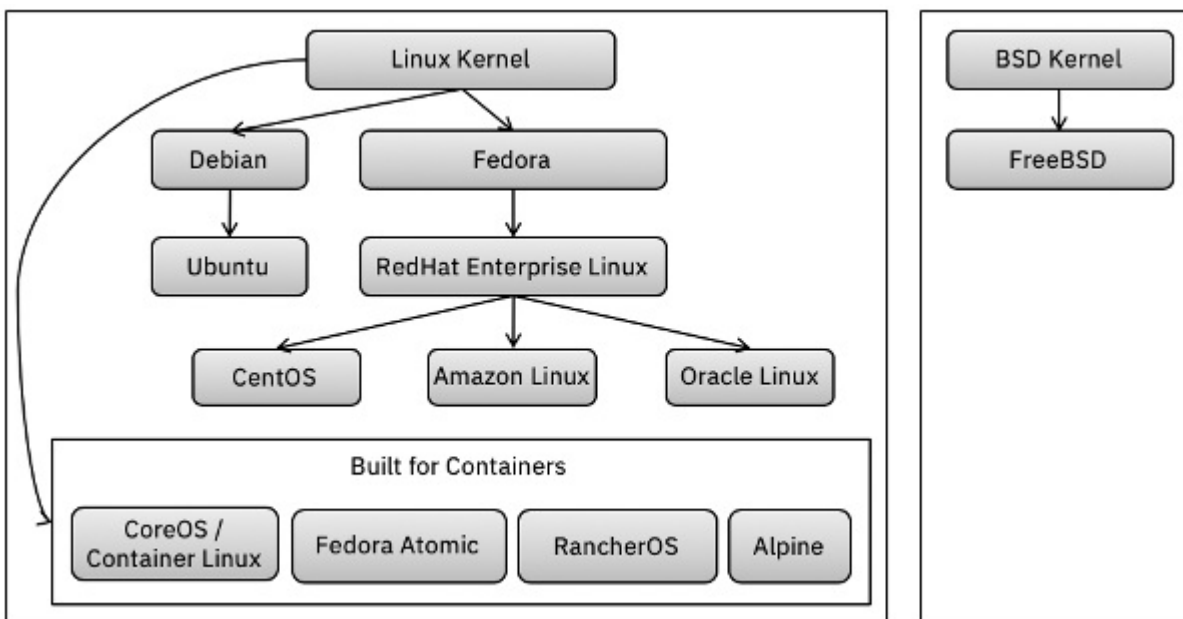 Linux Kernel
Debian
Fedora
Ubuntu
RedHat Enterprise Linux
CentOS
Amazon Linux
Oracle Linux
Built for Containers
CoreOS /
Container Linux
Fedora Atomic
RancherOS
Alpine
BSD Kernel
FreeBSD